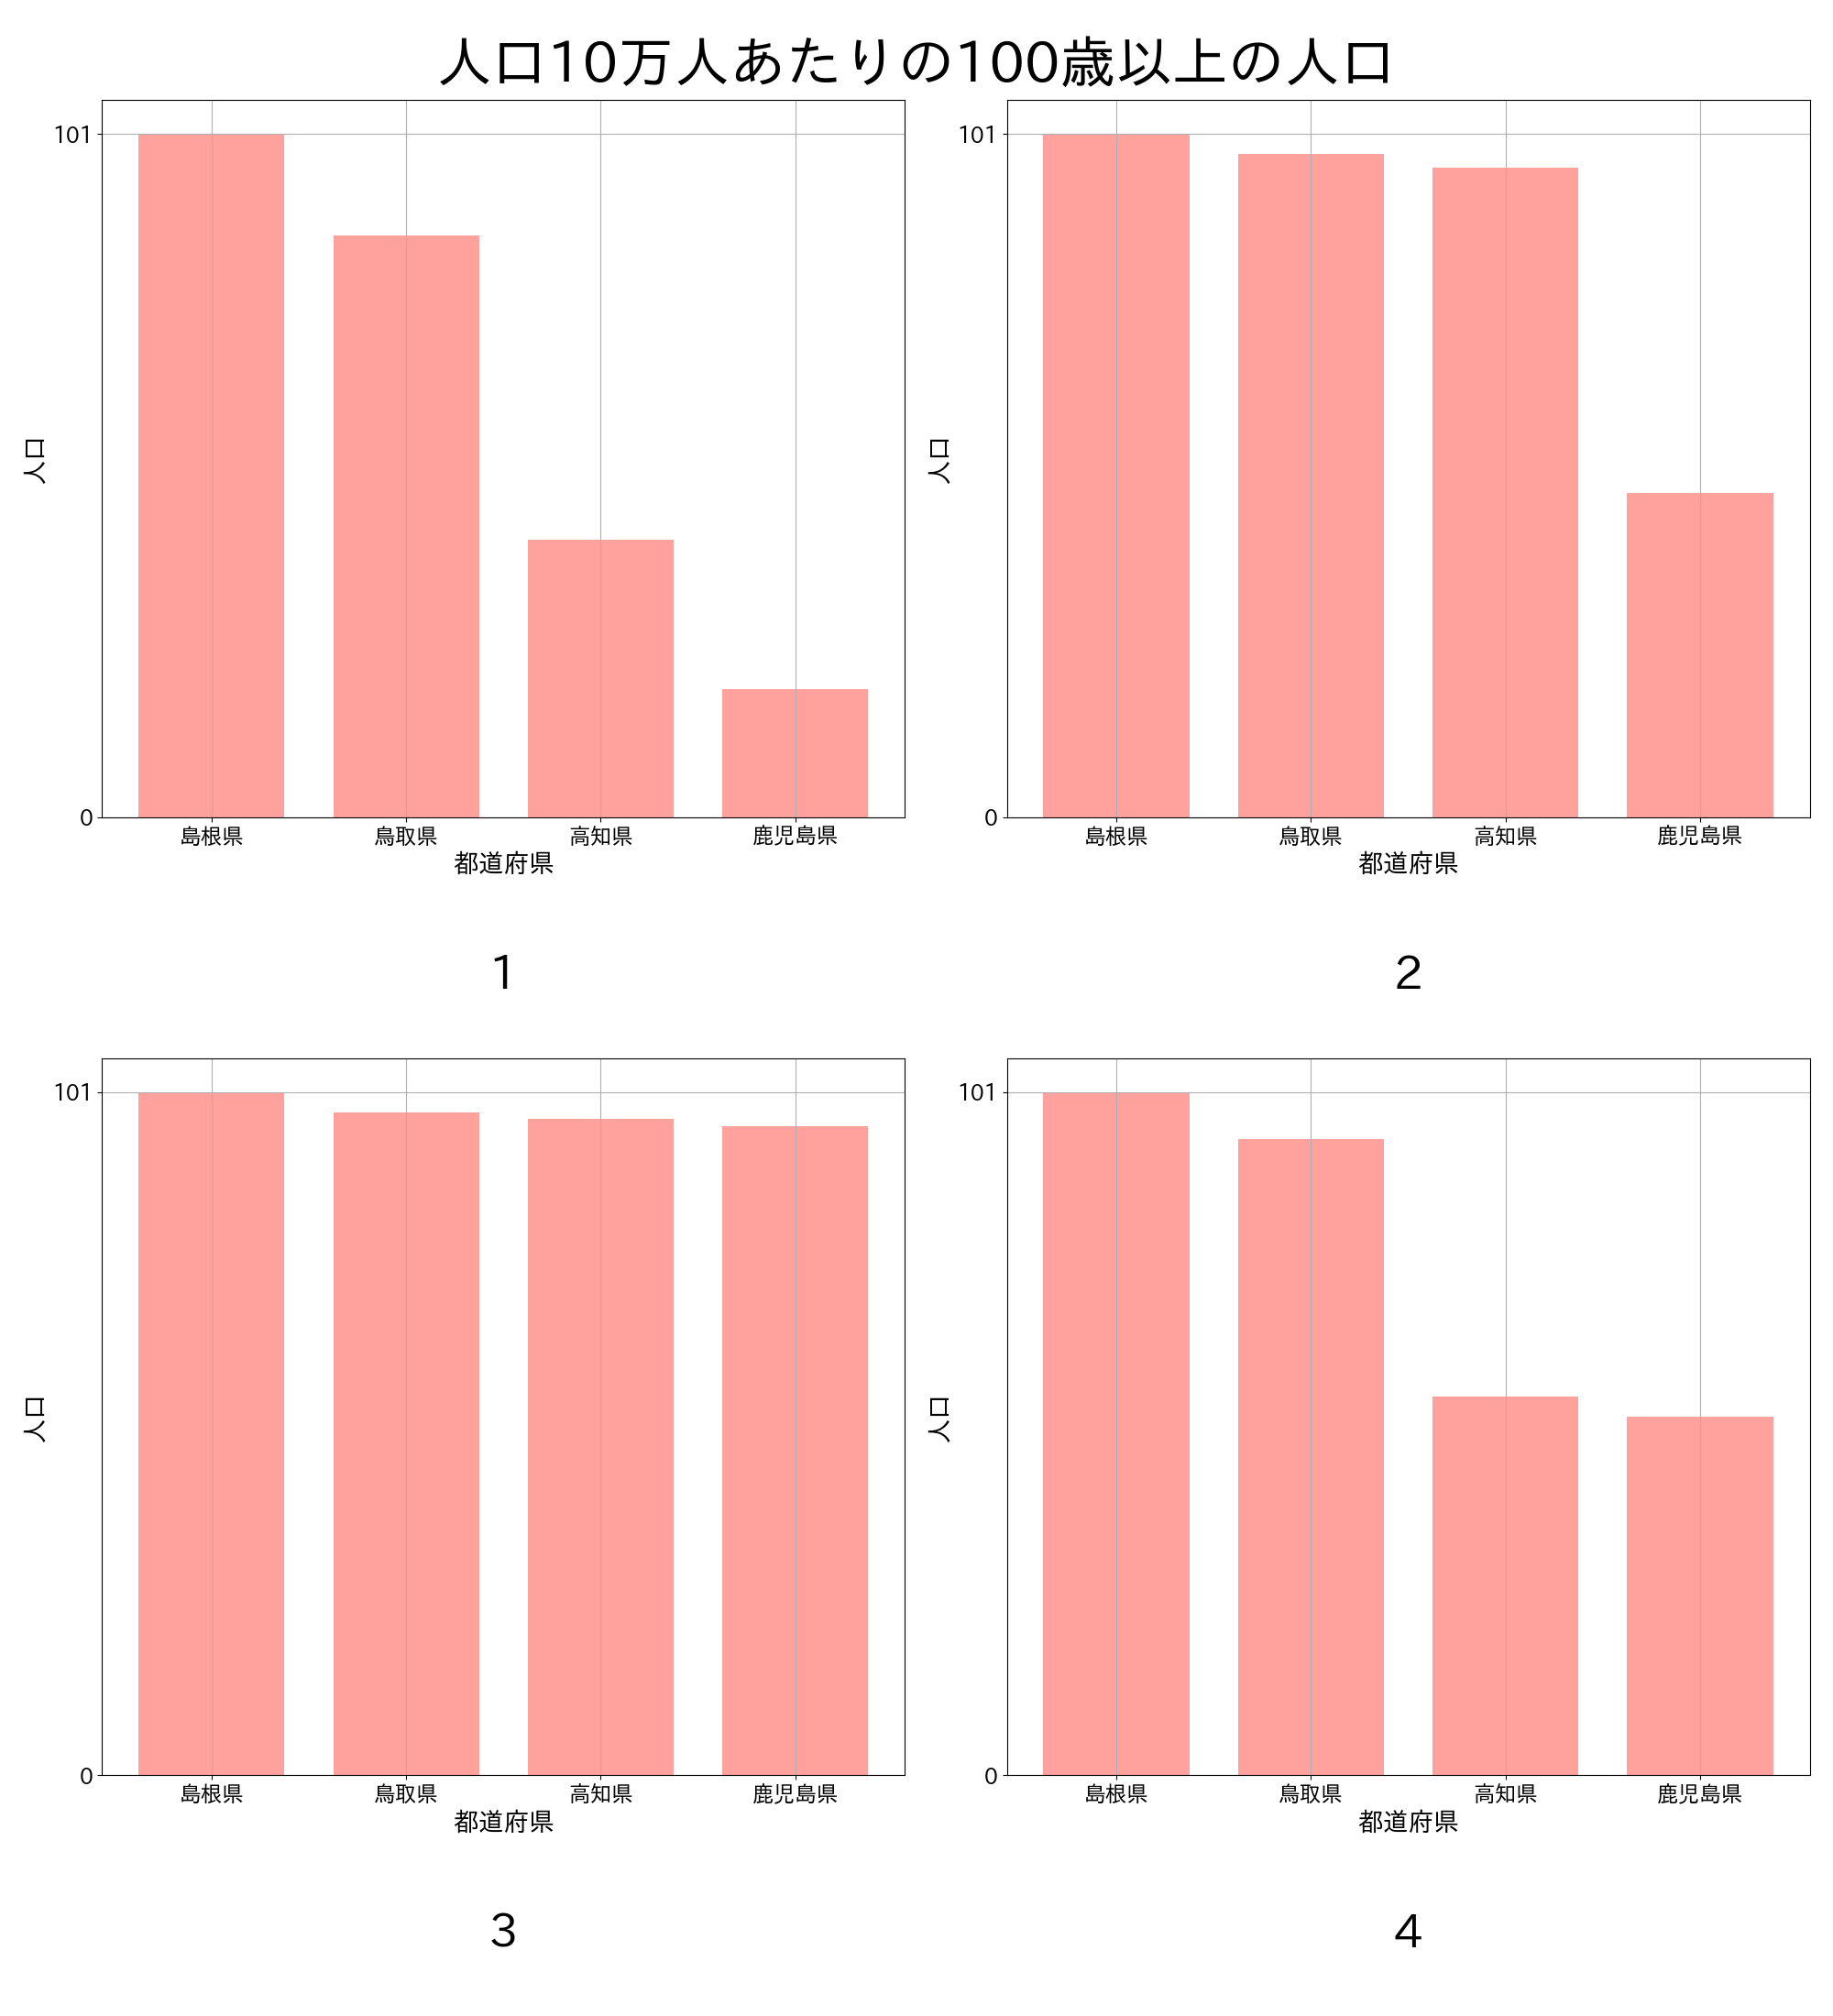 人口10万人あたりの100歳以上の人口
101
0
人口
島根県 鳥取県 高知県 鹿児島県
都道府県
1
101
0
人口
島根県 鳥取県 高知県 鹿児島県
都道府県
2
101
0
人口
島根県 鳥取県 高知県 鹿児島県
都道府県
3
101
0
人口
島根県 鳥取県 高知県 鹿児島県
都道府県
4